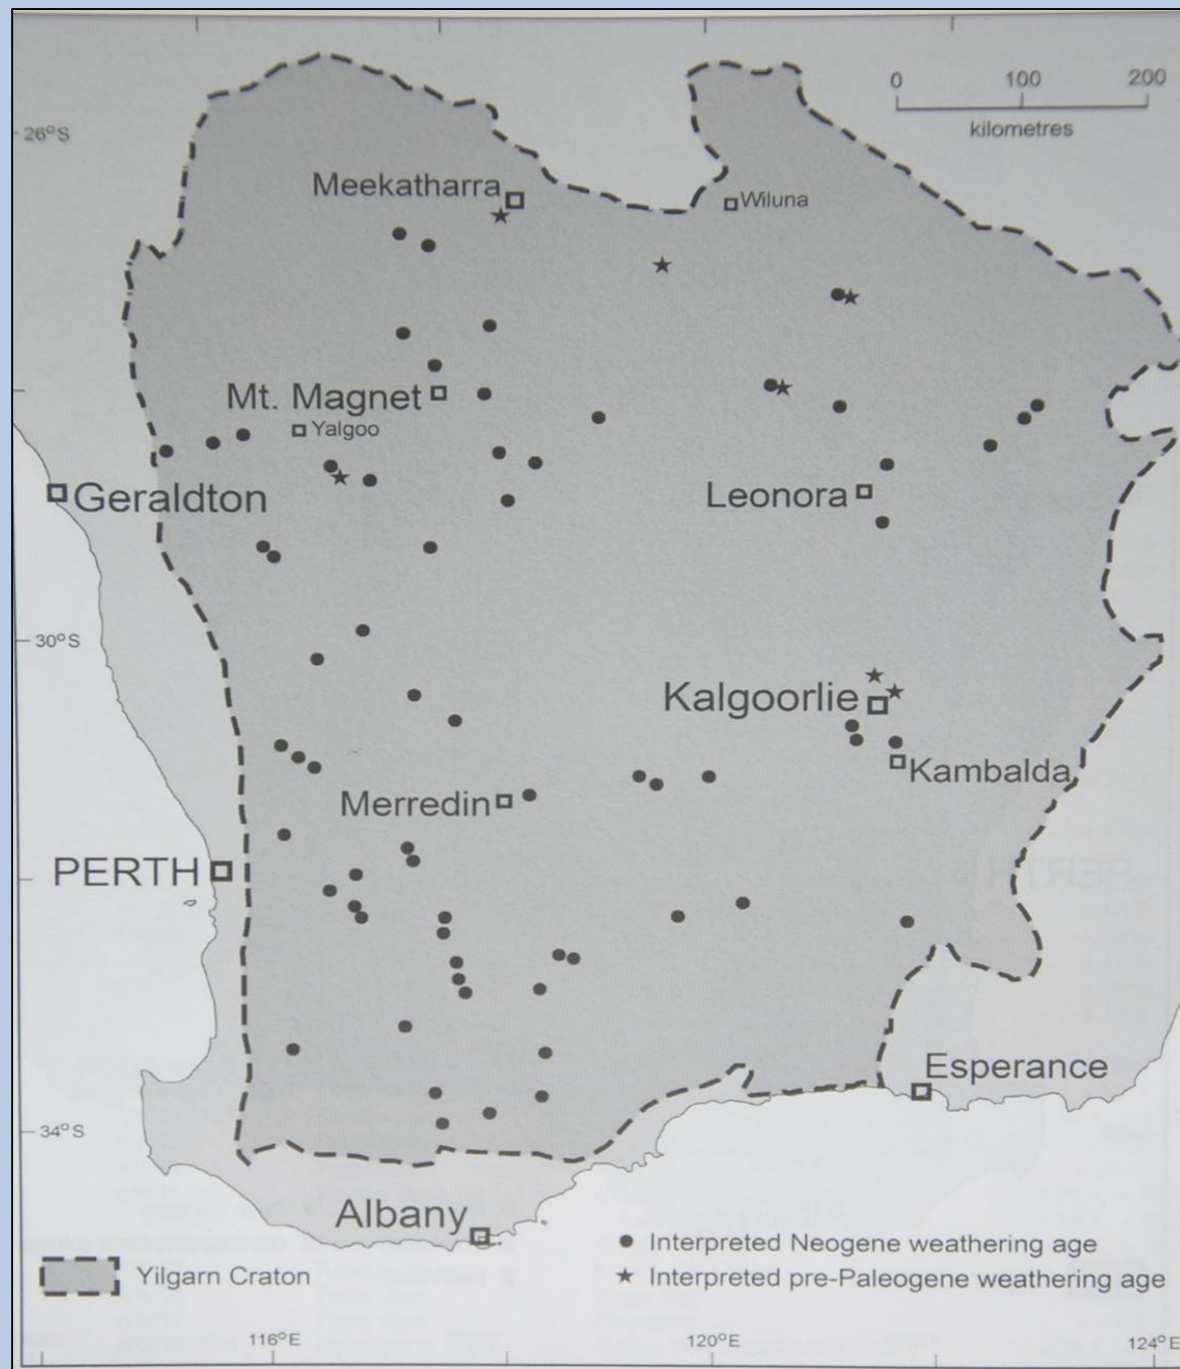 0 100 200
kilometres
26°S
Meekatharra
Wiluna
Mt. Magnet
Yalgoo
Geraldton
Leonora
30°S
Kalgoorlie
Kambalda
Merredin
PERTH
Esperance
34°S
Albany
Interpreted Neogene weathering age
Yilgarn Craton
Interpreted pre-Paleogene weathering age
116°E 120°E 124°E